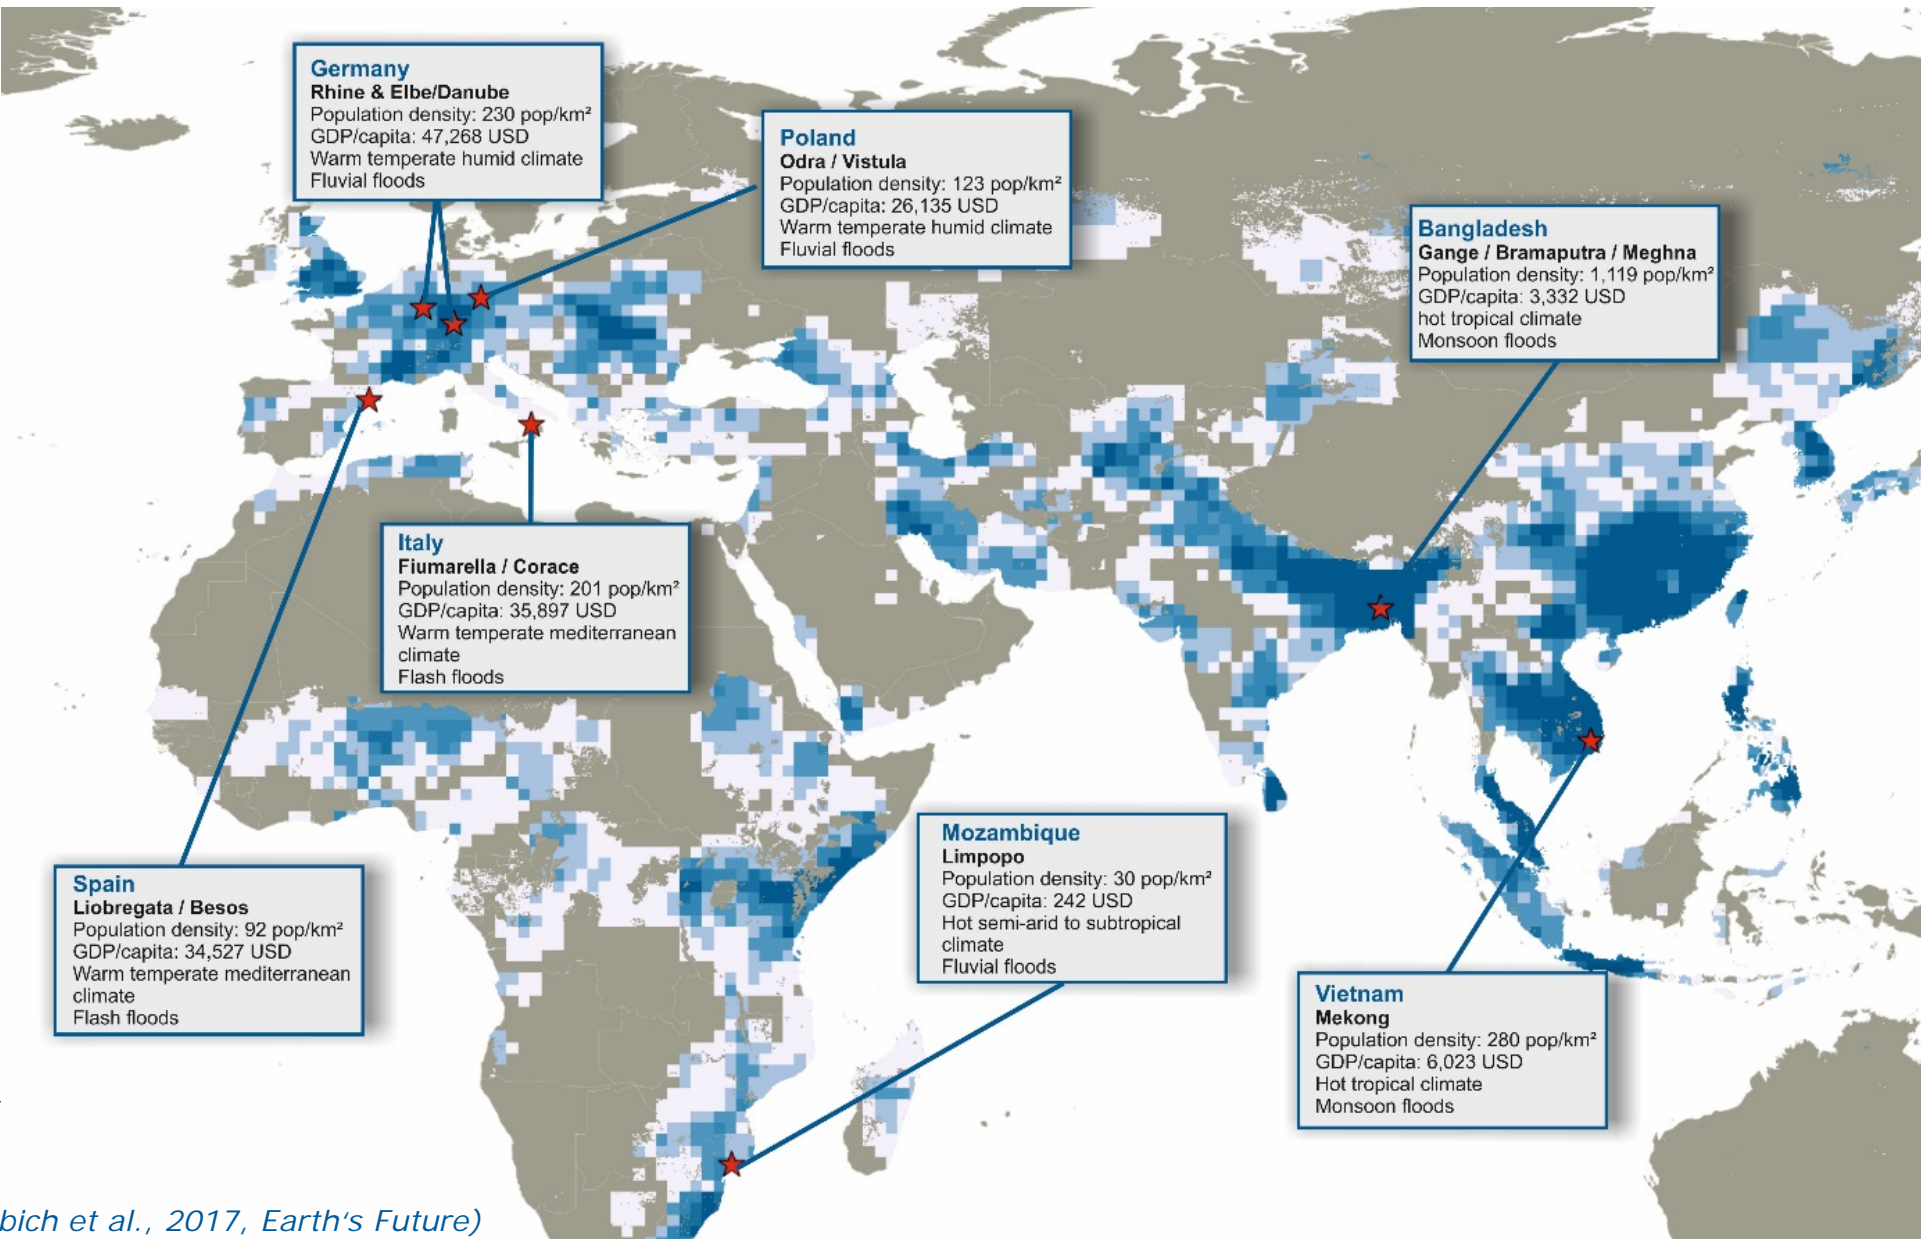 Germany
Rhine & Elbe/Danube
Population density: 230 pop/km²
GDP/capita: 47,268 USD
Warm temperate humid climate
Fluvial floods
Poland
Odra / Vistula
Population density: 123 pop/km²
GDP/capita: 26,135 USD
Warm temperate humid climate
Fluvial floods
Bangladesh
Gange / Bramaputra / Meghna
Population density: 1,119 pop/km²
GDP/capita: 3,332 USD
hot tropical climate
Monsoon floods
Italy
Fiumarella / Corace
Population density: 201 pop/km²
GDP/capita: 35,897 USD
Warm temperate mediterranean
climate
Flash floods
Spain
Liobregata / Besos
Population density: 92 pop/km²
GDP/capita: 34,527 USD
Warm temperate mediterranean
climate
Flash floods
Mozambique
Limpopo
Population density: 30 pop/km²
GDP/capita: 242 USD
Hot semi-arid to subtropical
climate
Fluvial floods
Vietnam
Mekong
Population density: 280 pop/km²
GDP/capita: 6,023 USD
Hot tropical climate
Monsoon floods
bich et al., 2017, Earth's Future)